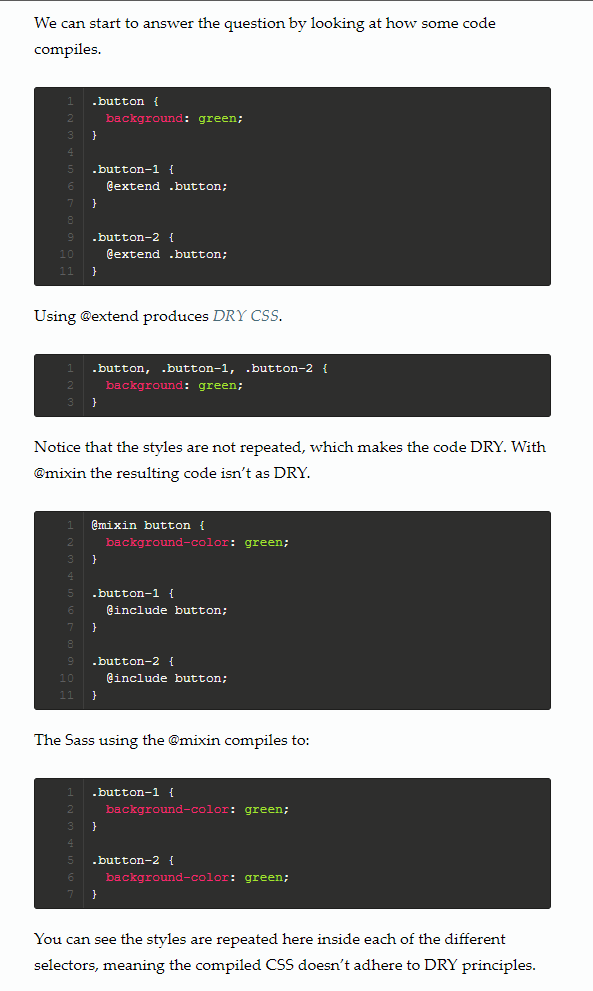 We can start to answer the question by looking at how some code
compiles.
1 .button {
2 background: green;
3 }
4
5 .button-1 {
6 @extend .button;
7 }
8
9 .button-2 {
10 @extend .button;
11 }
Using @extend produces DRY CSS.
1 .button, .button-1, .button-2 {
2 background: green;
3 }
Notice that the styles are not repeated, which makes the code DRY. With
@mixin the resulting code isn't as DRY.
1 @mixin button {
2 background-color: green;
3 }
4
5 .button-1 {
6 @include button;
7 }
8
9 .button-2 {
10 @include button;
11 }
The Sass using the @mixin compiles to:
1 .button-1 {
2 background-color: green;
3 }
4
5 .button-2 {
6 background-color: green;
7 }
You can see the styles are repeated here inside each of the different
selectors, meaning the compiled CSS doesn't adhere to DRY principles.